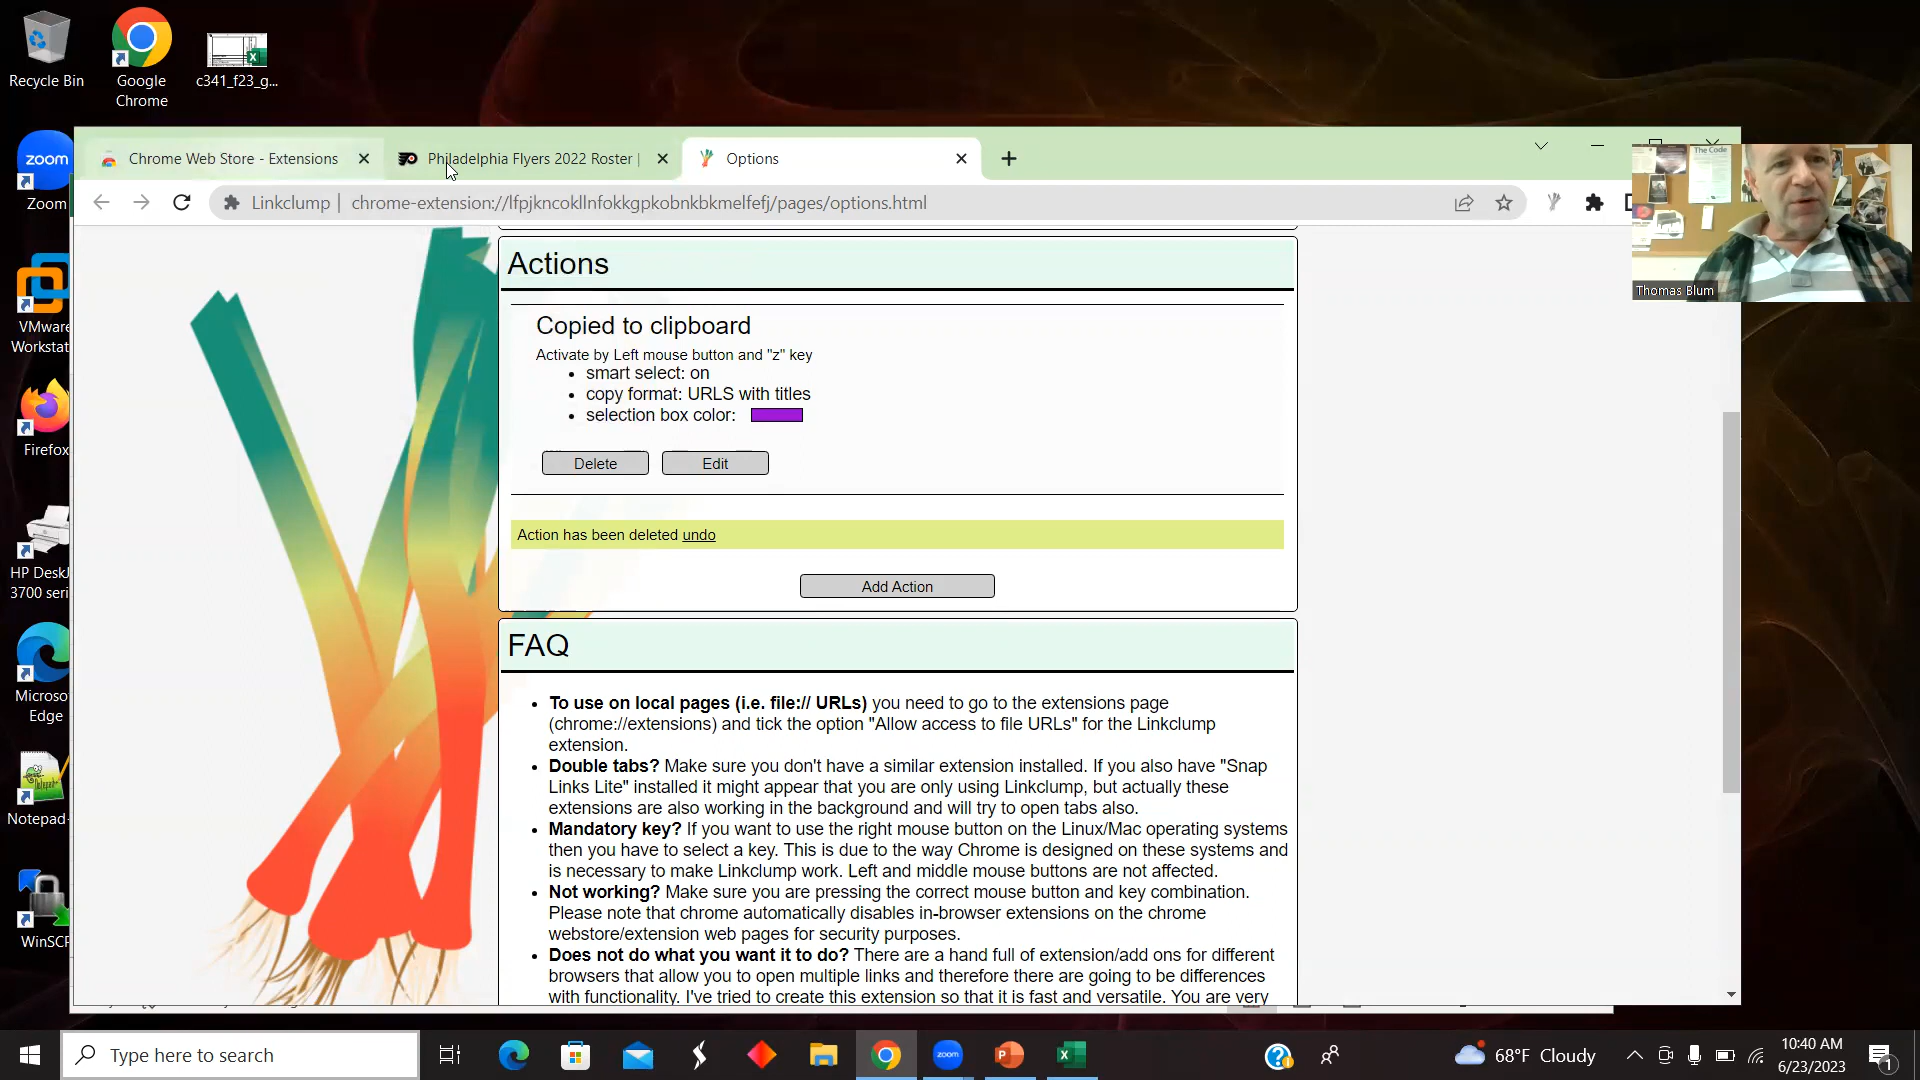 Recycle Bin
Google
Chrome
c341_f23_g...
zoom
Zoom
VMware
Workstat
Firefox
HP DeskJ
3700 seri
Microso
Edge
Notepad-
WinSCP
Chrome Web Store - Extensions
Philadelphia Flyers 2022 Roster |
Options
Linkclump | chrome-extension://lfpjkncokllnfokkgpkobnkbkmelfefj/pages/options.html
The Code
Thomas Blum
Actions
Copied to clipboard
Activate by Left mouse button and "z" key
• smart select: on
• copy format: URLS with titles
• selection box color:
Delete
Edit
Action has been deleted undo
Add Action
FAQ
• To use on local pages (i.e. file:// URLs) you need to go to the extensions page
(chrome://extensions) and tick the option "Allow access to file URLs" for the Linkclump
extension.
• Double tabs? Make sure you don't have a similar extension installed. If you also have "Snap
Links Lite" installed it might appear that you are only using Linkclump, but actually these
extensions are also working in the background and will try to open tabs also.
• Mandatory key? If you want to use the right mouse button on the Linux/Mac operating systems
then you have to select a key. This is due to the way Chrome is designed on these systems and
is necessary to make Linkclump work. Left and middle mouse buttons are not affected.
• Not working? Make sure you are pressing the correct mouse button and key combination.
Please note that chrome automatically disables in-browser extensions on the chrome
webstore/extension web pages for security purposes.
• Does not do what you want it to do? There are a hand full of extension/add ons for different
browsers that allow you to open multiple links and therefore there are going to be differences
with functionality. I've tried to create this extension so that it is fast and versatile. You are very
Type here to search
zoom
68°F Cloudy
10:40 AM
6/23/2023
1